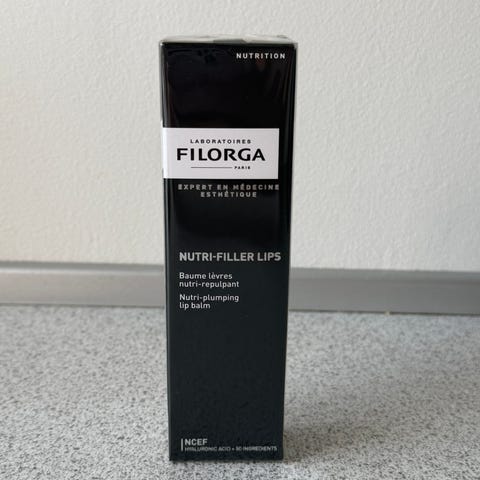 NUTRITION
LABORATOIRES
FILORGA
PARIS
EXPERT EN MÉDECINE
ESTHÉTIQUE
NUTRI-FILLER LIPS
Baume lèvres
nutri-repulpant
Nutri-plumping
lip balm
NCEF
HYALURONIC ACID + 50 INGREDIENTS